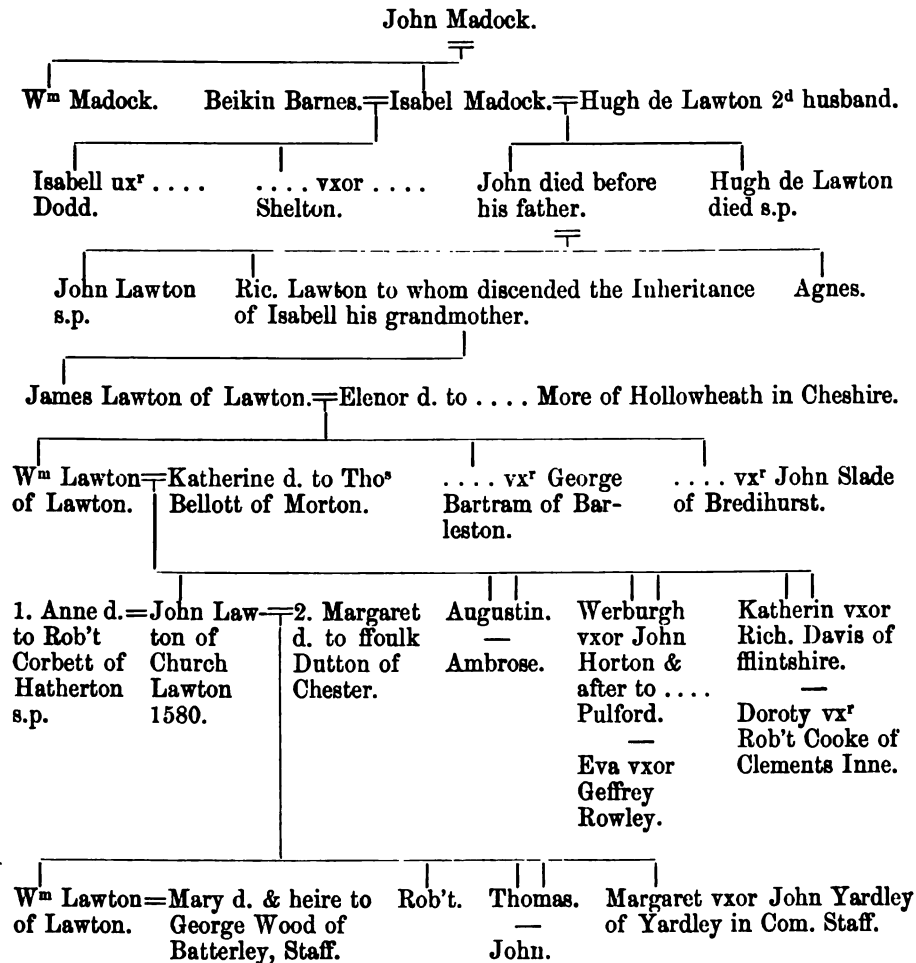 John Madock.
Wm Madock. Beikin Barnes.=Isabel Madock.=Hugh de Lawton 2d husband.
Isabell uxr . . . .
Dodd.
. . . . vxor . . . .
Shelton.
John died before
his father.
Hugh de Lawton
died s.p.
John Lawton
s.p.
Ric. Lawton to whom discended the Inheritance
of Isabell his grandmother.
Agnes.
James Lawton of Lawton.=Elenor d. to . . . . More of Hollowheath in Cheshire.
Wm Lawton=
of Lawton.
Katherine d. to Thos
Bellott of Morton.
. . . . vxr George
Bartram of Bar-
leston.
. . . . vxr John Slade
of Bredihurst.
1. Anne d.=
to Rob't
Corbett of
Hatherton
s.p.
John Law-=
ton of
Church
Lawton
1580.
2. Margaret
d. to ffoulk
Dutton of
Chester.
Augustin.
—
Ambrose.
Werburgh
vxor John
Horton &
after to . . . .
Pulford.
—
Eva vxor
Geffrey
Rowley.
Katherin vxor
Rich. Davis of
fflintshire.
—
Doroty vxr
Rob't Cooke of
Clements Inne.
Wm Lawton=
of Lawton.
Mary d. & heire to
George Wood of
Batterley, Staff.
Rob't.
Thomas.
—
John.
Margaret vxor John Yardley
of Yardley in Com. Staff.